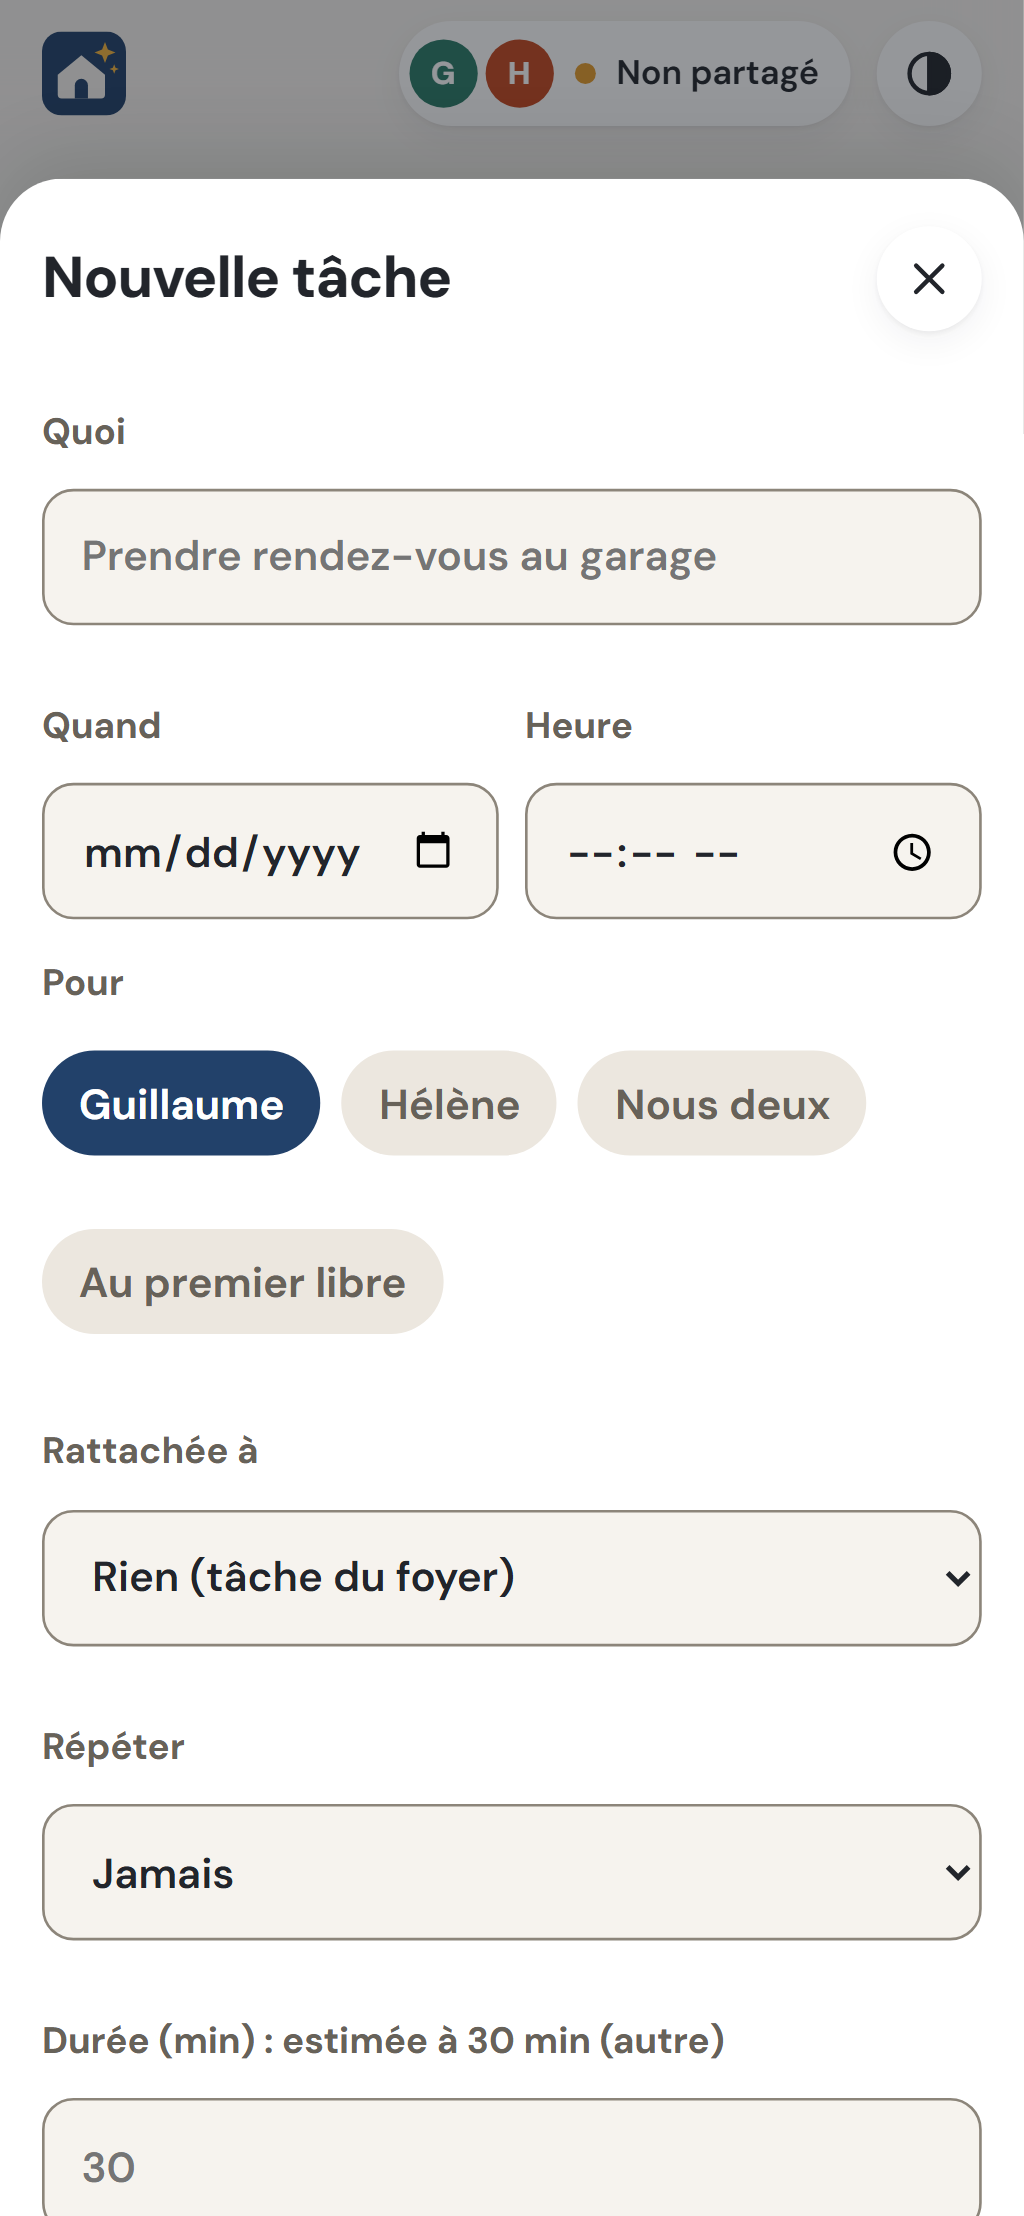 G H Non partagé
Nouvelle tâche
Quoi
Prendre rendez-vous au garage
Quand Heure
mm/dd/yyyy --:-- --
Pour
Guillaume Hélène Nous deux
Au premier libre
Rattachée à
Rien (tâche du foyer)
Répéter
Jamais
Durée (min) : estimée à 30 min (autre)
30